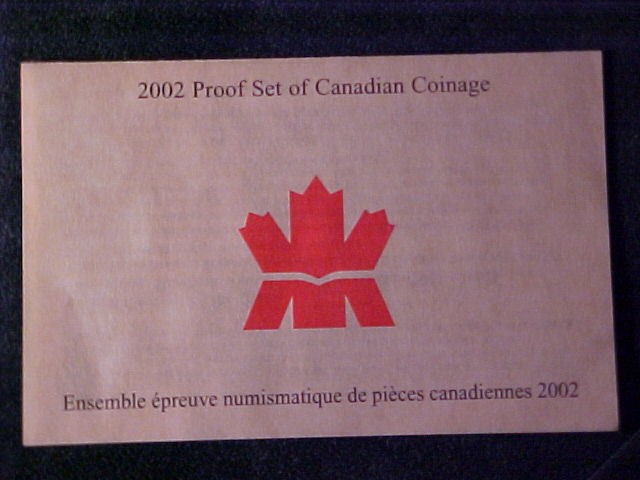 2002 Proof Set of Canadian Coinage
Ensemble épreuve numismatique de pièces canadiennes 2002